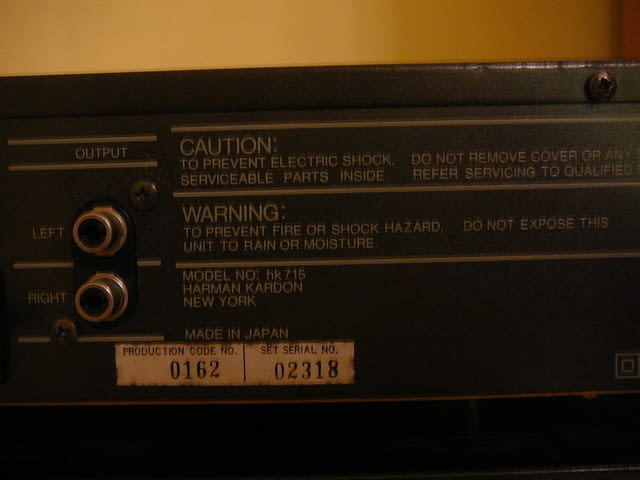 OUTPUT
LEFT
RIGHT
CAUTION:
TO PREVENT ELECTRIC SHOCK, DO NOT REMOVE COVER OR ANY
SERVICEABLE PARTS INSIDE. REFER SERVICING TO QUALIFIED
WARNING:
TO PREVENT FIRE OR SHOCK HAZARD, DO NOT EXPOSE THIS
UNIT TO RAIN OR MOISTURE.
MODEL NO: hk715
HARMAN KARDON
NEW YORK
MADE IN JAPAN
PRODUCTION CODE NO. SET SERIAL NO.
0162 02318